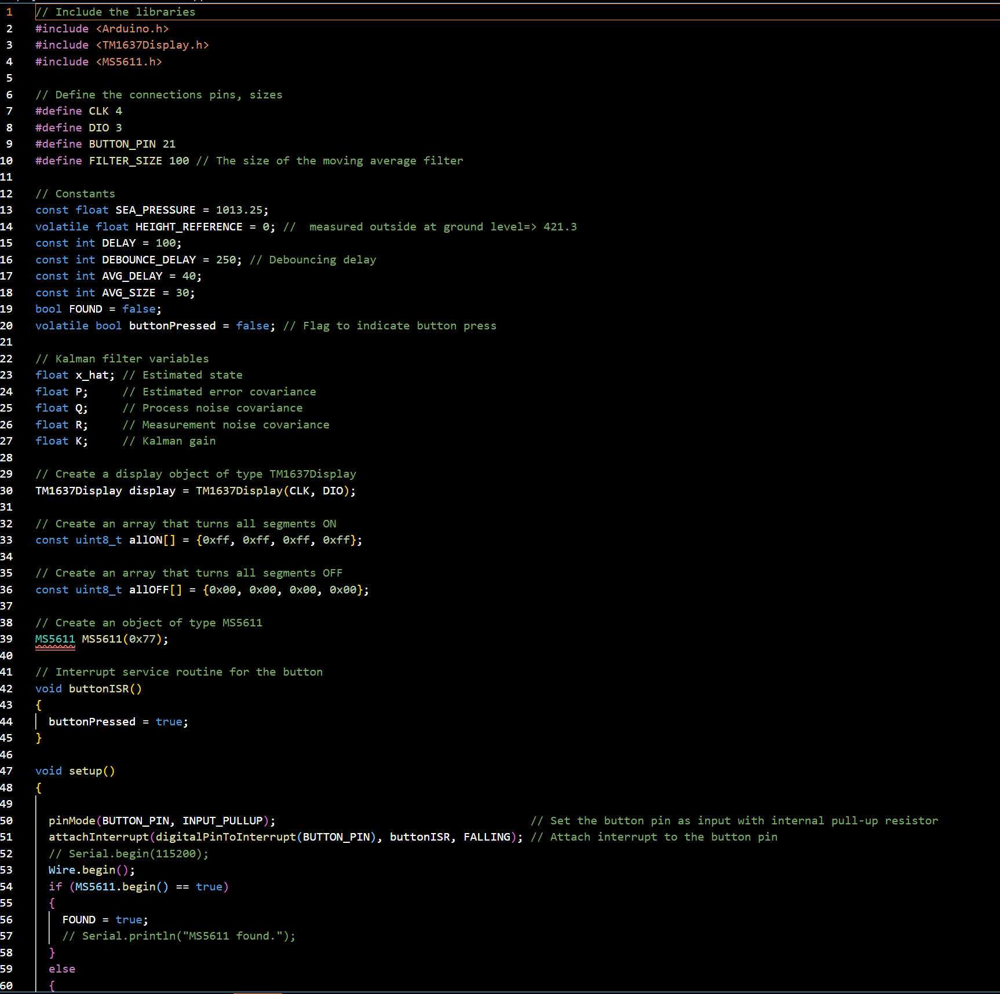 1 // Include the libraries
2 #include <Arduino.h>
3 #include <TM1637Display.h>
4 #include <MS5611.h>
5
6 // Define the connections pins, sizes
7 #define CLK 4
8 #define DIO 3
9 #define BUTTON_PIN 21
10 #define FILTER_SIZE 100 // The size of the moving average filter
11
12 // Constants
13 const float SEA_PRESSURE = 1013.25;
14 volatile float HEIGHT_REFERENCE = 0; //  measured outside at ground level=> 421.3
15 const int DELAY = 100;
16 const int DEBOUNCE_DELAY = 250; // Debouncing delay
17 const int AVG_DELAY = 40;
18 const int AVG_SIZE = 30;
19 bool FOUND = false;
20 volatile bool buttonPressed = false; // Flag to indicate button press
21
22 // Kalman filter variables
23 float x_hat; // Estimated state
24 float P;     // Estimated error covariance
25 float Q;     // Process noise covariance
26 float R;     // Measurement noise covariance
27 float K;     // Kalman gain
28
29 // Create a display object of type TM1637Display
30 TM1637Display display = TM1637Display(CLK, DIO);
31
32 // Create an array that turns all segments ON
33 const uint8_t allON[] = {0xff, 0xff, 0xff, 0xff};
34
35 // Create an array that turns all segments OFF
36 const uint8_t allOFF[] = {0x00, 0x00, 0x00, 0x00};
37
38 // Create an object of type MS5611
39 MS5611 MS5611(0x77);
40
41 // Interrupt service routine for the button
42 void buttonISR()
43 {
44   buttonPressed = true;
45 }
46
47 void setup()
48 {
49
50   pinMode(BUTTON_PIN, INPUT_PULLUP);                                      // Set the button pin as input with internal pull-up resistor
51   attachInterrupt(digitalPinToInterrupt(BUTTON_PIN), buttonISR, FALLING); // Attach interrupt to the button pin
52   // Serial.begin(115200);
53   Wire.begin();
54   if (MS5611.begin() == true)
55   {
56     FOUND = true;
57     // Serial.println("MS5611 found.");
58   }
59   else
60   {